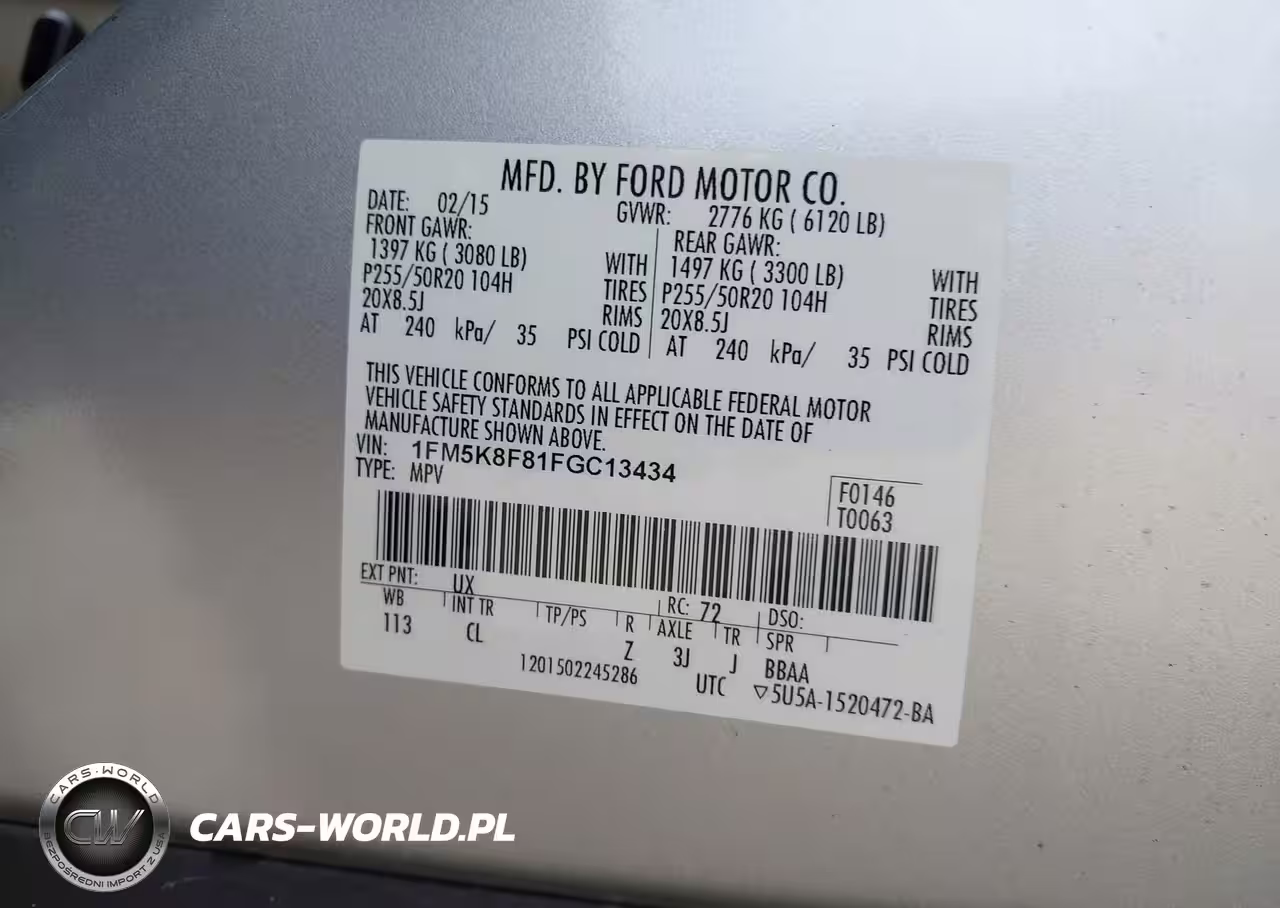 MFD. BY FORD MOTOR CO.
DATE: 02/15 GVWR: 2776 KG ( 6120 LB)
FRONT GAWR: REAR GAWR:
1397 KG ( 3080 LB) WITH 1497 KG ( 3300 LB) WITH
P255/50R20 104H TIRES P255/50R20 104H TIRES
20X8.5J RIMS 20X8.5J RIMS
AT 240 kPa/ 35 PSI COLD AT 240 kPa/ 35 PSI COLD
THIS VEHICLE CONFORMS TO ALL APPLICABLE FEDERAL MOTOR
VEHICLE SAFETY STANDARDS IN EFFECT ON THE DATE OF
MANUFACTURE SHOWN ABOVE.
VIN: 1FM5K8F81FGC13434
TYPE: MPV
F0146
T0063
EXT PNT: UX RC: 72 DSO:
WB INT TR TP/PS R AXLE TR SPR
113 CL Z 3J J BBAA
1201502245286 UTC ▽5U5A-1520472-BA
CARS-WORLD
CW
BEZPOŚREDNI IMPORT Z USA
CARS-WORLD.PL